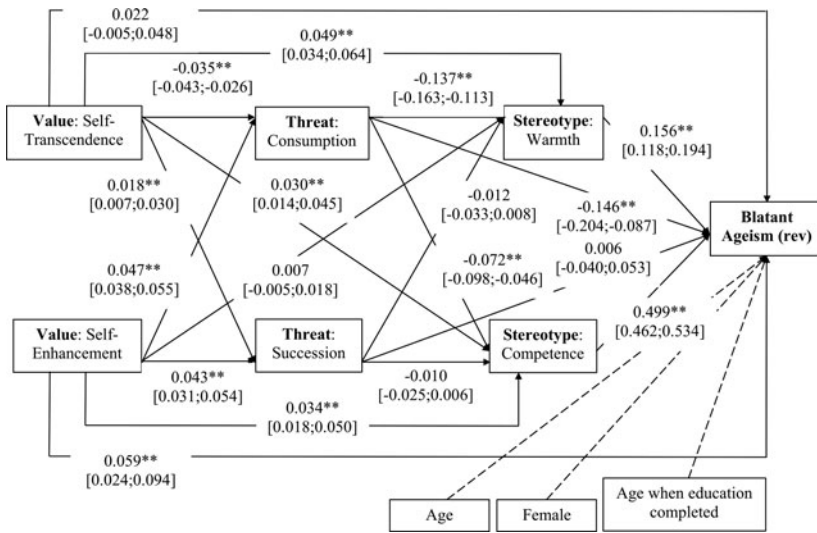 0.022
[-0.005;0.048]
0.049**
[0.034;0.064]
-0.035**
[-0.043;-0.026]
-0.137**
[-0.163;-0.113]
Value: Self-
Transcendence
Threat:
Consumption
Stereotype:
Warmth
0.156**
[0.118;0.194]
0.018**
[0.007;0.030]
0.030**
[0.014;0.045]
-0.012
[-0.033;0.008]
-0.146**
[-0.204;-0.087]
Blatant
Ageism (rev)
0.047**
[0.038;0.055]
0.007
[-0.005;0.018]
-0.072**
[-0.098;-0.046]
0.006
[-0.040;0.053]
Value: Self-
Enhancement
Threat:
Succession
Stereotype:
Competence
0.499**
[0.462;0.534]
0.043**
[0.031;0.054]
-0.010
[-0.025;0.006]
0.034**
[0.018;0.050]
0.059**
[0.024;0.094]
Age
Female
Age when education
completed